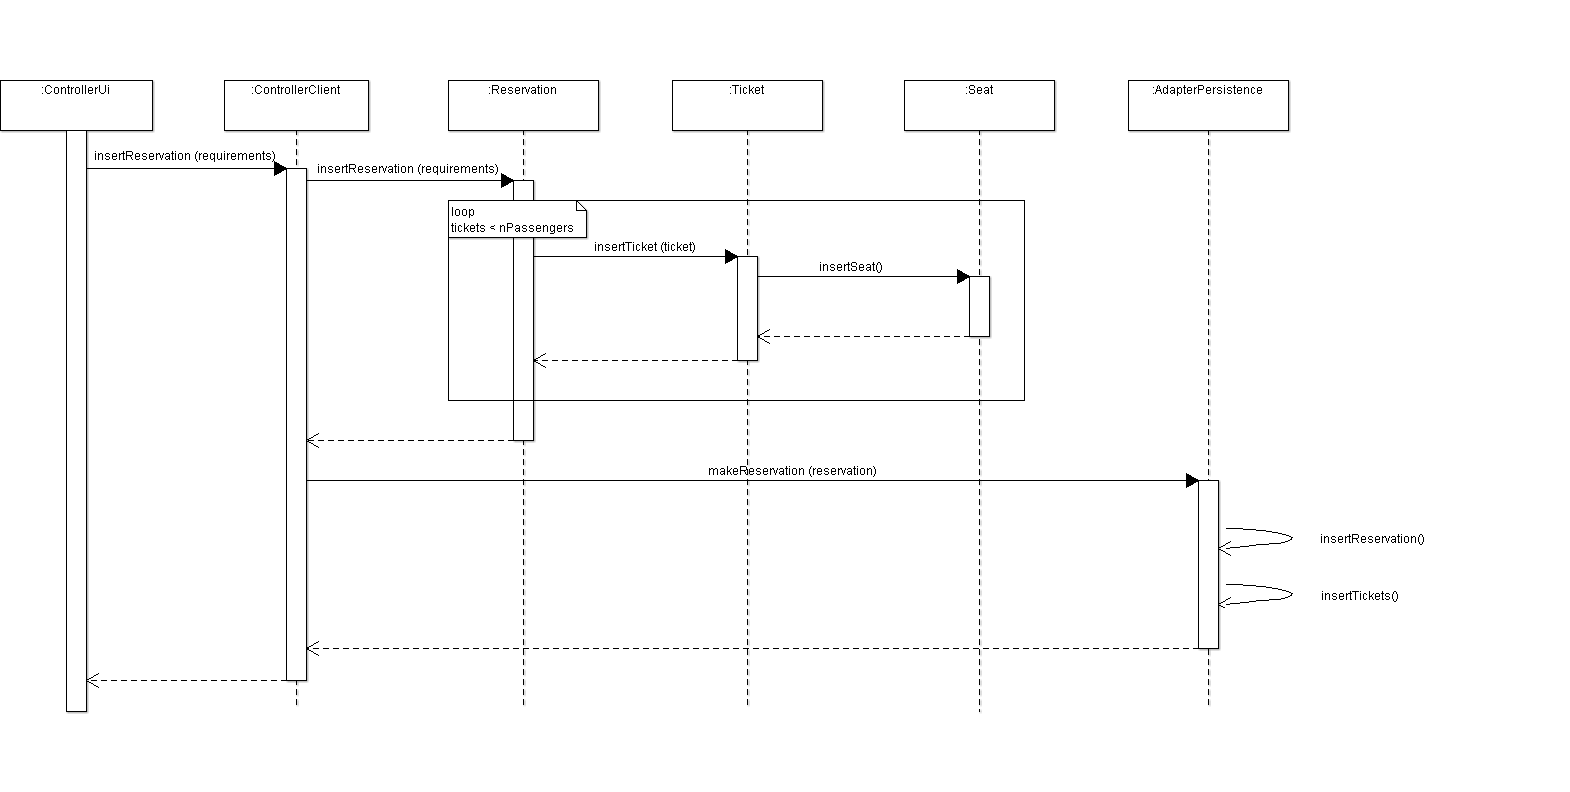 :ControllerUi
:ControllerClient
:Reservation
:Ticket
:Seat
:AdapterPersistence
insertReservation (requirements)
insertReservation (requirements)
loop
tickets < nPassengers
insertTicket (ticket)
insertSeat()
makeReservation (reservation)
insertReservation()
insertTickets()